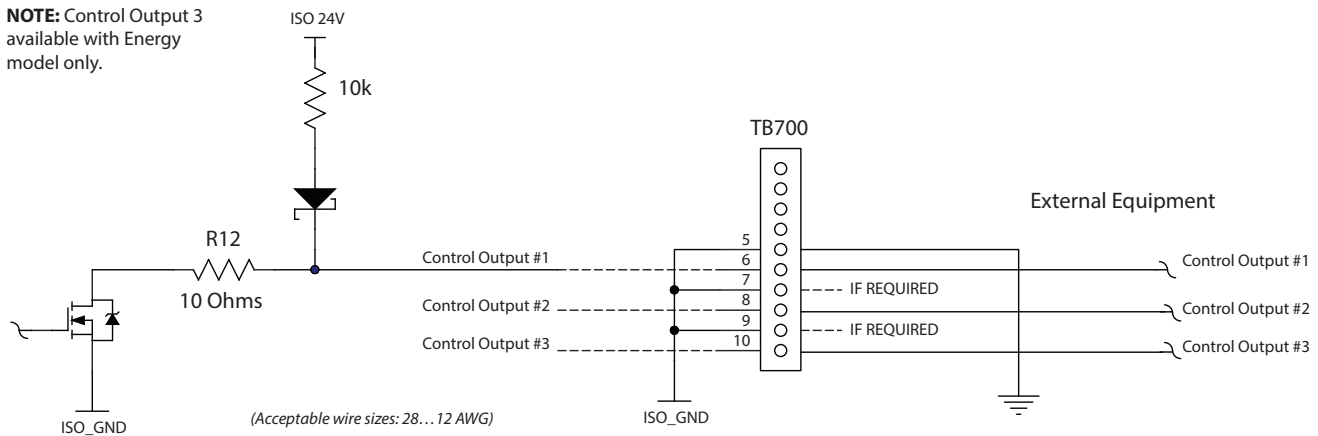 NOTE: Control Output 3
available with Energy
model only.
ISO 24V
10k
TB700
External Equipment
R12
10 Ohms
Control Output #1
Control Output #2
Control Output #3
5
6
7
8
9
10
IF REQUIRED
IF REQUIRED
Control Output #1
Control Output #2
Control Output #3
ISO_GND
(Acceptable wire sizes: 28…12 AWG)
ISO_GND